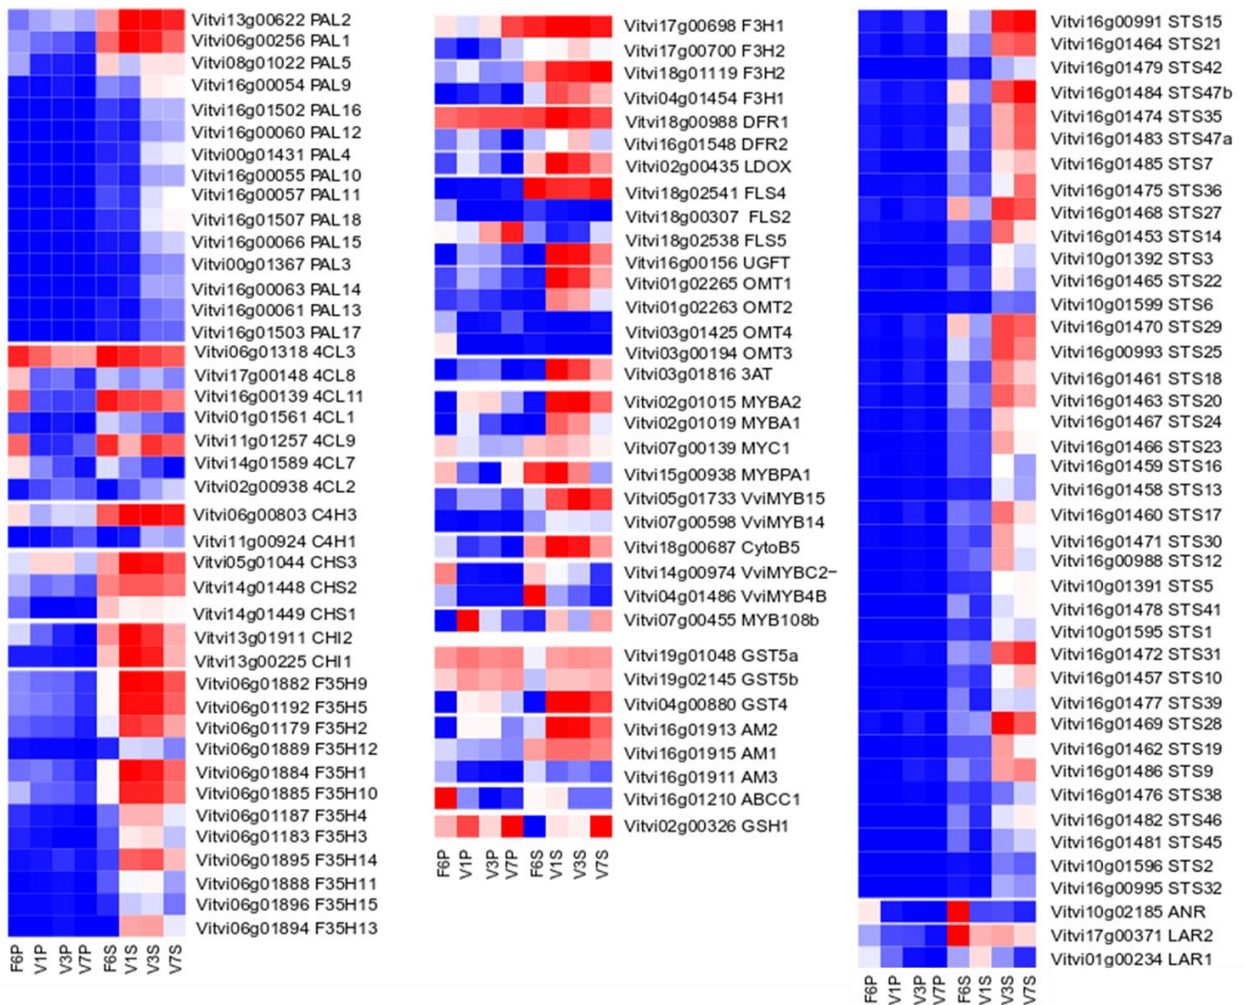 Vitvi13g00622 PAL2
Vitvi06g00256 PAL1
Vitvi08g01022 PAL5
Vitvi16g00054 PAL9
Vitvi16g01502 PAL16
Vitvi16g00060 PAL12
Vitvi00g01431 PAL4
Vitvi16g00055 PAL10
Vitvi16g00057 PAL11
Vitvi16g01507 PAL18
Vitvi16g00066 PAL15
Vitvi00g01367 PAL3
Vitvi16g00063 PAL14
Vitvi16g00061 PAL13
Vitvi16g01503 PAL17
Vitvi06g01318 4CL3
Vitvi17g00148 4CL8
Vitvi16g00139 4CL11
Vitvi01g01561 4CL1
Vitvi11g01257 4CL9
Vitvi14g01589 4CL7
Vitvi02g00938 4CL2
Vitvi06g00803 C4H3
Vitvi11g00924 C4H1
Vitvi05g01044 CHS3
Vitvi14g01448 CHS2
Vitvi14g01449 CHS1
Vitvi13g01911 CHI2
Vitvi13g00225 CHI1
Vitvi06g01882 F35H9
Vitvi06g01192 F35H5
Vitvi06g01179 F35H2
Vitvi06g01889 F35H12
Vitvi06g01884 F35H1
Vitvi06g01885 F35H10
Vitvi06g01187 F35H4
Vitvi06g01183 F35H3
Vitvi06g01895 F35H14
Vitvi06g01888 F35H11
Vitvi06g01896 F35H15
Vitvi06g01894 F35H13
F6P V1P V3P V7P F6S V1S V3S V7S
Vitvi17g00698 F3H1
Vitvi17g00700 F3H2
Vitvi18g01119 F3H2
Vitvi04g01454 F3H1
Vitvi18g00988 DFR1
Vitvi16g01548 DFR2
Vitvi02g00435 LDOX
Vitvi18g02541 FLS4
Vitvi18g00307 FLS2
Vitvi18g02538 FLS5
Vitvi16g00156 UGFT
Vitvi01g02265 OMT1
Vitvi01g02263 OMT2
Vitvi03g01425 OMT4
Vitvi03g00194 OMT3
Vitvi03g01816 3AT
Vitvi02g01015 MYBA2
Vitvi02g01019 MYBA1
Vitvi07g00139 MYC1
Vitvi15g00938 MYBPA1
Vitvi05g01733 VviMYB15
Vitvi07g00598 VviMYB14
Vitvi18g00687 CytoB5
Vitvi14g00974 VviMYBC2−
Vitvi04g01486 VviMYB4B
Vitvi07g00455 MYB108b
Vitvi19g01048 GST5a
Vitvi19g02145 GST5b
Vitvi04g00880 GST4
Vitvi16g01913 AM2
Vitvi16g01915 AM1
Vitvi16g01911 AM3
Vitvi16g01210 ABCC1
Vitvi02g00326 GSH1
F6P V1P V3P V7P F6S V1S V3S V7S
Vitvi16g00991 STS15
Vitvi16g01464 STS21
Vitvi16g01479 STS42
Vitvi16g01484 STS47b
Vitvi16g01474 STS35
Vitvi16g01483 STS47a
Vitvi16g01485 STS7
Vitvi16g01475 STS36
Vitvi16g01468 STS27
Vitvi16g01453 STS14
Vitvi10g01392 STS3
Vitvi16g01465 STS22
Vitvi10g01599 STS6
Vitvi16g01470 STS29
Vitvi16g00993 STS25
Vitvi16g01461 STS18
Vitvi16g01463 STS20
Vitvi16g01467 STS24
Vitvi16g01466 STS23
Vitvi16g01459 STS16
Vitvi16g01458 STS13
Vitvi16g01460 STS17
Vitvi16g01471 STS30
Vitvi16g00988 STS12
Vitvi10g01391 STS5
Vitvi16g01478 STS41
Vitvi10g01595 STS1
Vitvi16g01472 STS31
Vitvi16g01457 STS10
Vitvi16g01477 STS39
Vitvi16g01469 STS28
Vitvi16g01462 STS19
Vitvi16g01486 STS9
Vitvi16g01476 STS38
Vitvi16g01482 STS46
Vitvi16g01481 STS45
Vitvi10g01596 STS2
Vitvi16g00995 STS32
Vitvi10g02185 ANR
Vitvi17g00371 LAR2
Vitvi01g00234 LAR1
F6P V1P V3P V7P F6S V1S V3S V7S